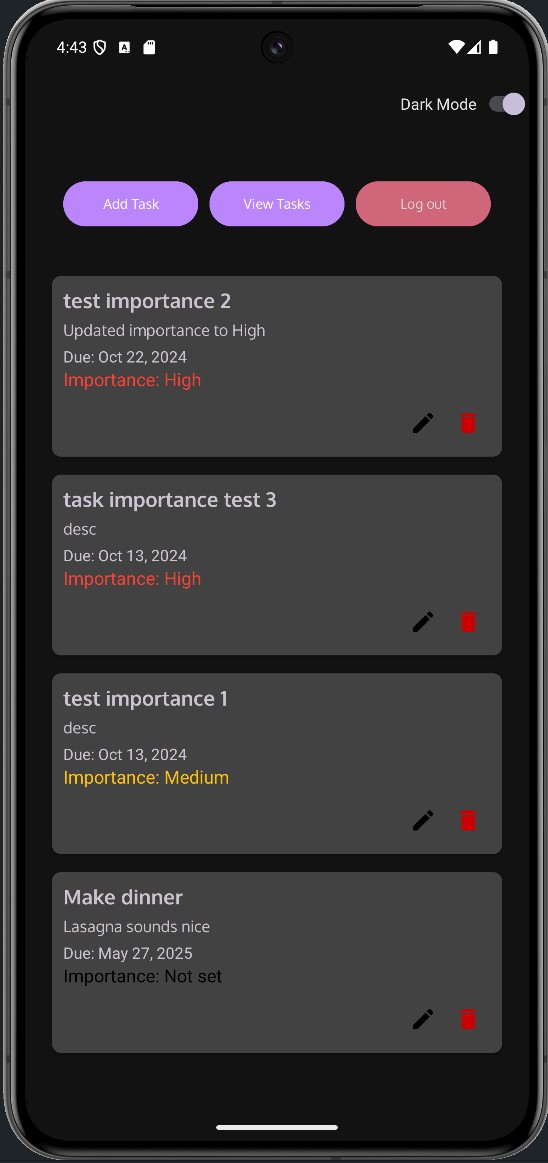 4:43
Dark Mode
Add Task View Tasks Log out
test importance 2
Updated importance to High
Due: Oct 22, 2024
Importance: High
task importance test 3
desc
Due: Oct 13, 2024
Importance: High
test importance 1
desc
Due: Oct 13, 2024
Importance: Medium
Make dinner
Lasagna sounds nice
Due: May 27, 2025
Importance: Not set